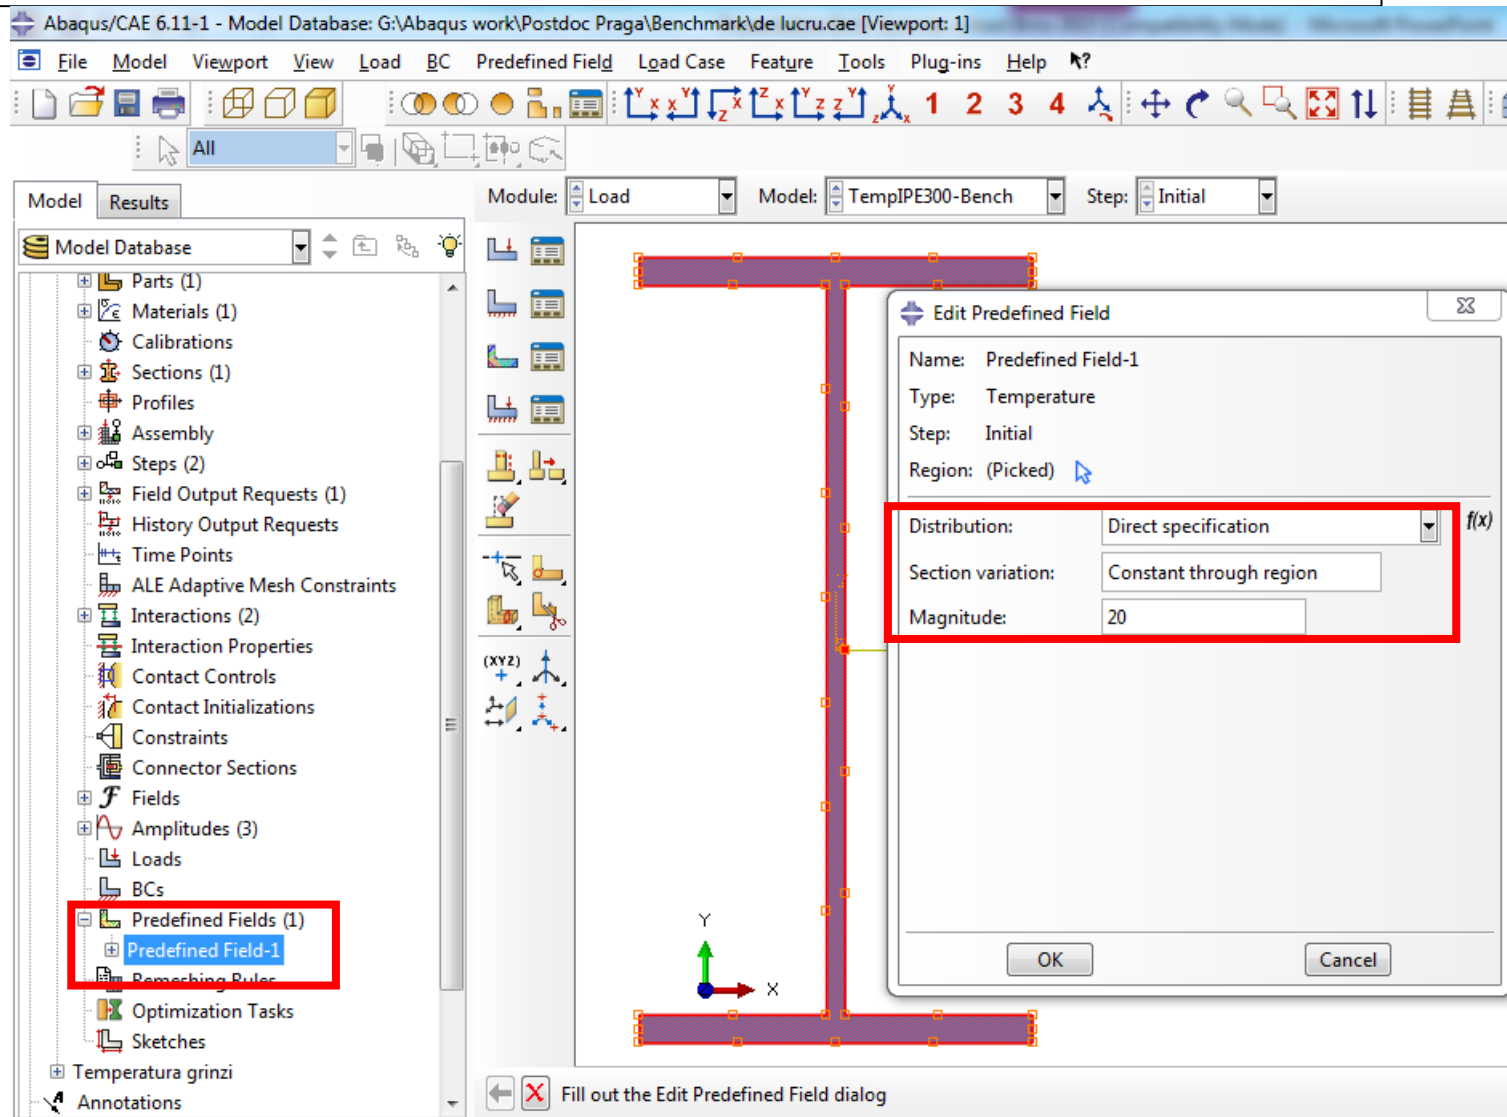 Abaqus/CAE 6.11-1 - Model Database: G:\Abaqus work\Postdoc Praga\Benchmark\de lucru.cae [Viewport: 1]
File Model Viewport View Load BC Predefined Field Load Case Feature Tools Plug-ins Help
1 2 3 4
All
Model Results
Module: Load Model: TempIPE300-Bench Step: Initial
Model Database
Parts (1)
Materials (1)
Calibrations
Sections (1)
Profiles
Assembly
Steps (2)
Field Output Requests (1)
History Output Requests
Time Points
ALE Adaptive Mesh Constraints
Interactions (2)
Interaction Properties
Contact Controls
Contact Initializations
Constraints
Connector Sections
Fields
Amplitudes (3)
Loads
BCs
Predefined Fields (1)
Predefined Field-1
Remeshing Rules
Optimization Tasks
Sketches
Temperatura grinzi
Annotations
(XYZ)
Edit Predefined Field
Name: Predefined Field-1
Type: Temperature
Step: Initial
Region: (Picked)
Distribution: Direct specification f(x)
Section variation: Constant through region
Magnitude: 20
OK Cancel
Y
X
Fill out the Edit Predefined Field dialog